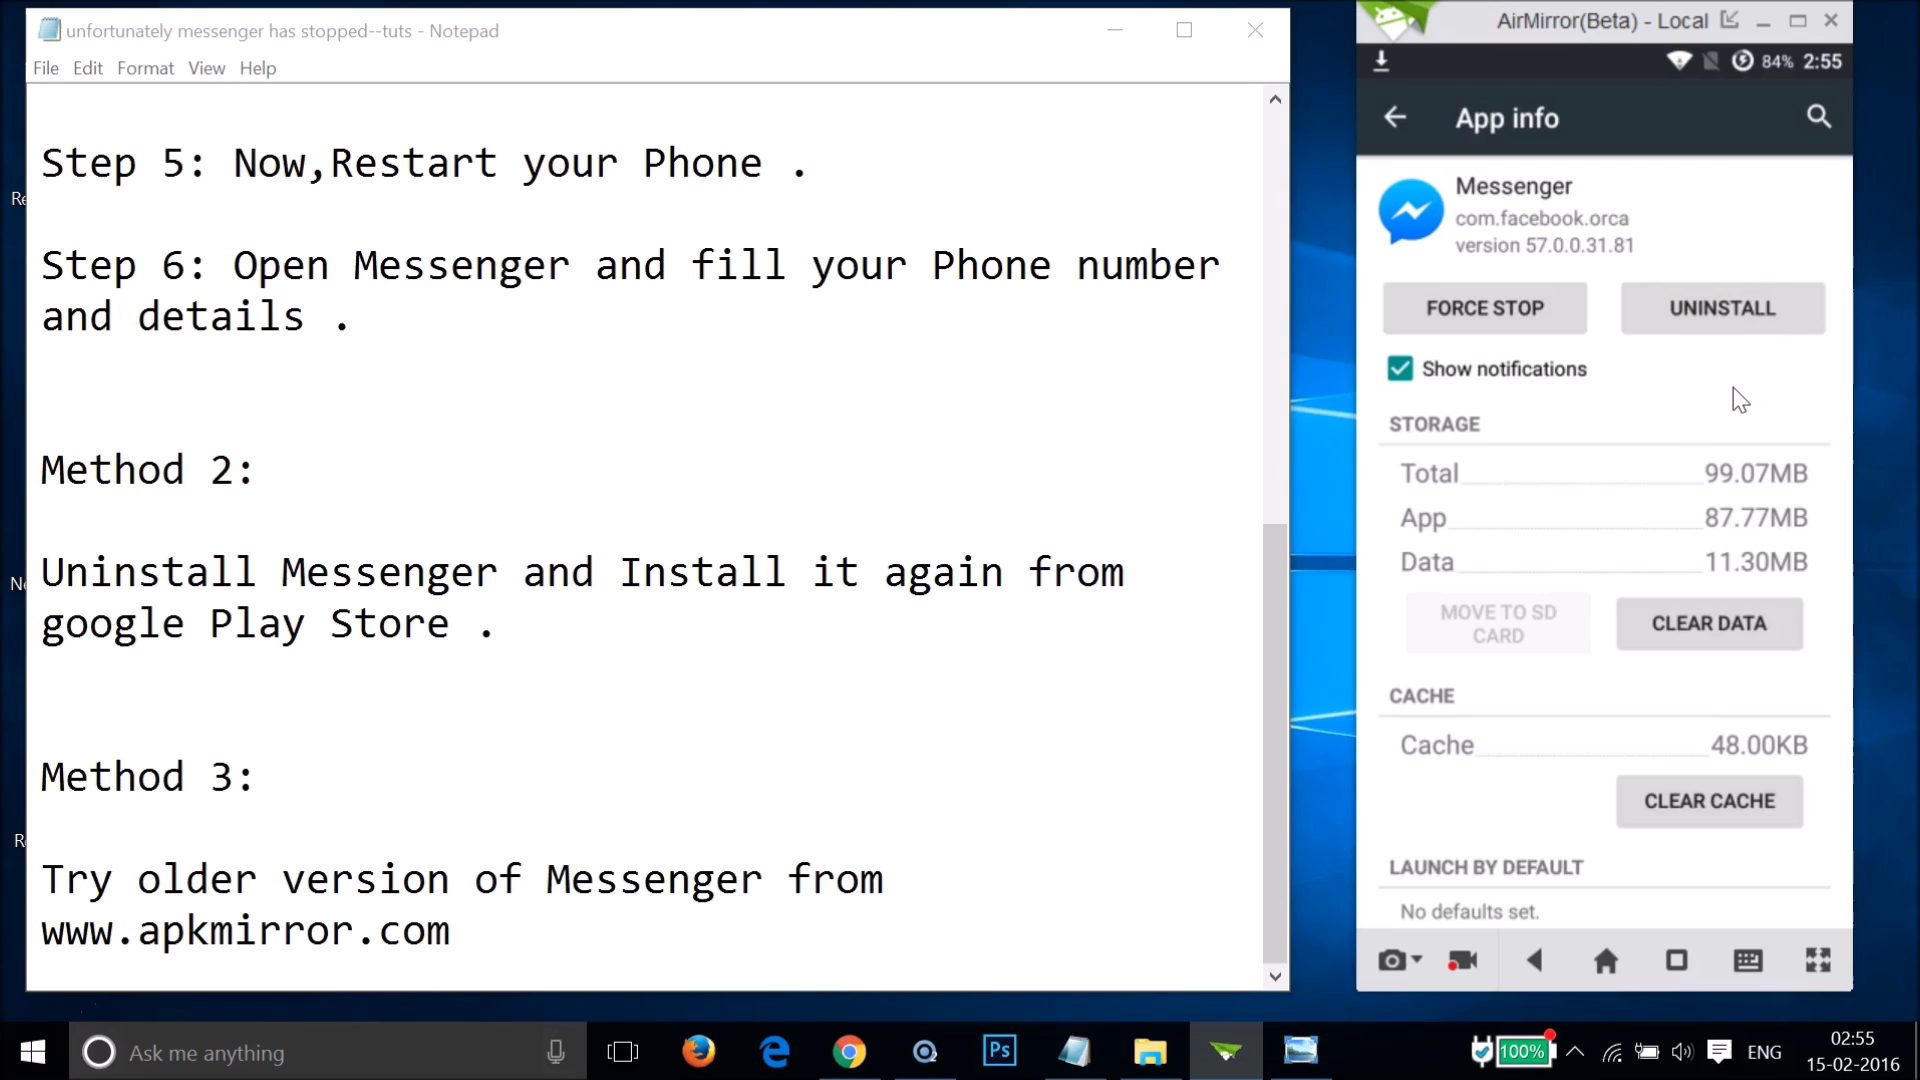 unfortunately messenger has stopped--tuts - Notepad
File Edit Format View Help
Step 5: Now,Restart your Phone .
Step 6: Open Messenger and fill your Phone number
and details .
Method 2:
Uninstall Messenger and Install it again from
google Play Store .
Method 3:
Try older version of Messenger from
www.apkmirror.com
AirMirror(Beta) - Local
84% 2:55
App info
Messenger
com.facebook.orca
version 57.0.0.31.81
FORCE STOP
UNINSTALL
Show notifications
STORAGE
Total 99.07MB
App 87.77MB
Data 11.30MB
MOVE TO SD
CARD
CLEAR DATA
CACHE
Cache 48.00KB
CLEAR CACHE
LAUNCH BY DEFAULT
No defaults set.
Re
No
R
Ask me anything
Ps
100%
ENG
02:55
15-02-2016